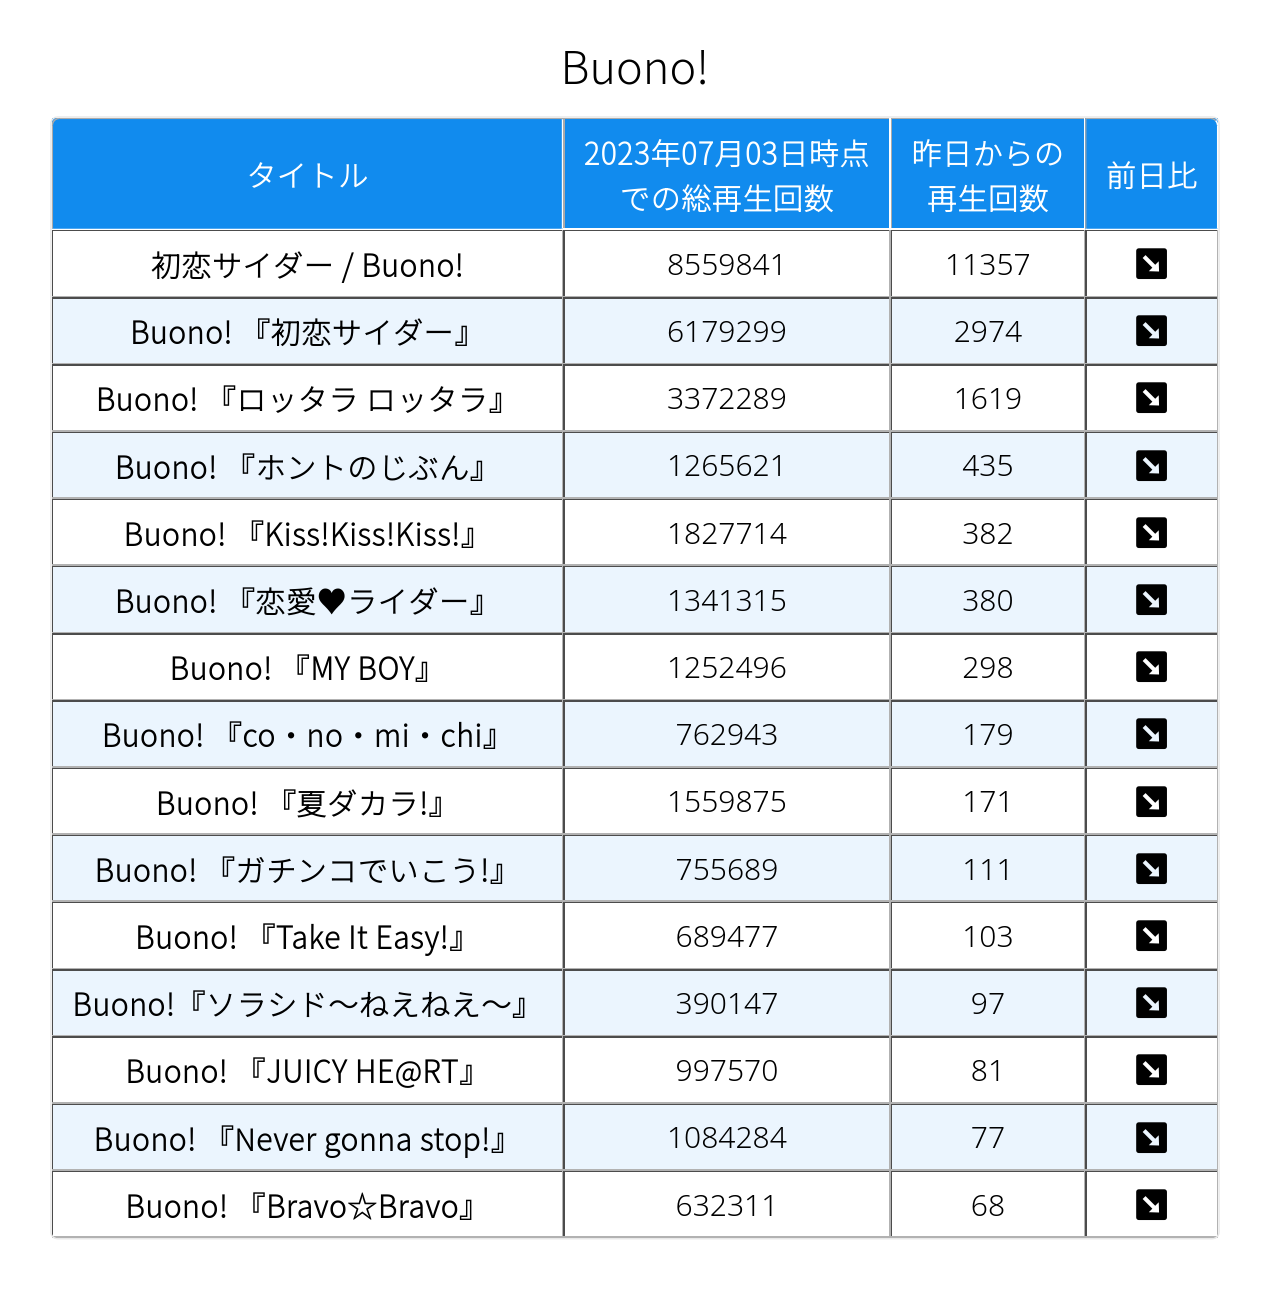 Buono!
タイトル 2023年07月03日時点での総再生回数 昨日からの再生回数 前日比
初恋サイダー / Buono! 8559841 11357 ↘
Buono! 『初恋サイダー』 6179299 2974 ↘
Buono! 『ロッタラ ロッタラ』 3372289 1619 ↘
Buono! 『ホントのじぶん』 1265621 435 ↘
Buono! 『Kiss!Kiss!Kiss!』 1827714 382 ↘
Buono! 『恋愛♥ライダー』 1341315 380 ↘
Buono! 『MY BOY』 1252496 298 ↘
Buono! 『co・no・mi・chi』 762943 179 ↘
Buono! 『夏ダカラ!』 1559875 171 ↘
Buono! 『ガチンコでいこう!』 755689 111 ↘
Buono! 『Take It Easy!』 689477 103 ↘
Buono!『ソラシド〜ねえねえ〜』 390147 97 ↘
Buono! 『JUICY HE@RT』 997570 81 ↘
Buono! 『Never gonna stop!』 1084284 77 ↘
Buono! 『Bravo☆Bravo』 632311 68 ↘